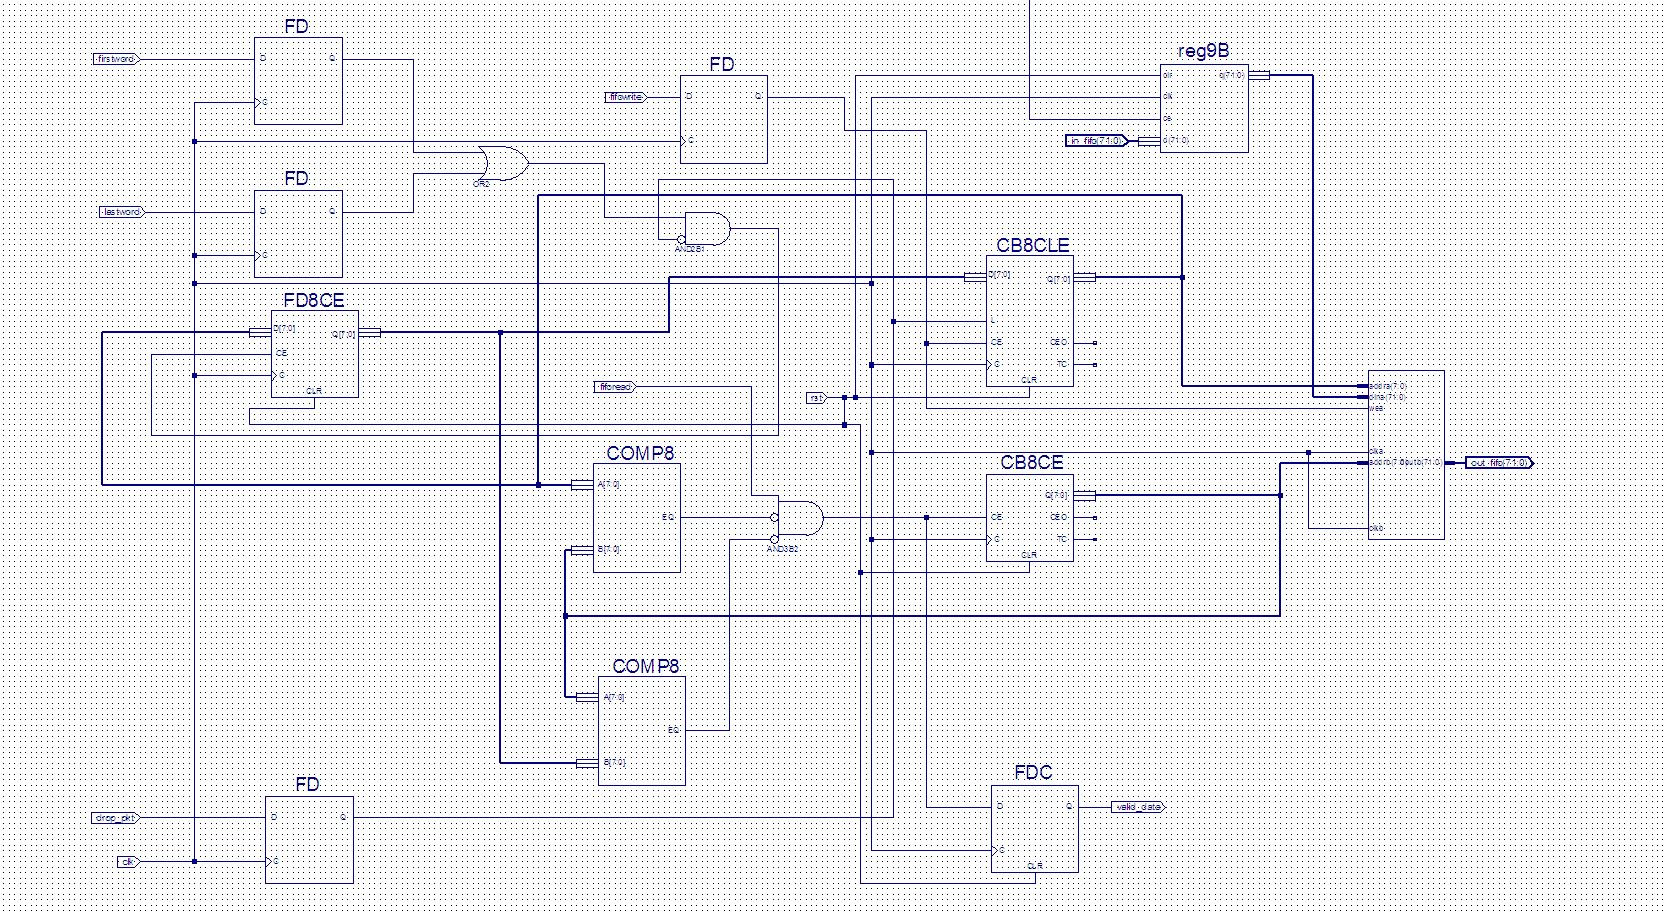 FD
firstword
D
Q
C
FD
fifowrite
D
Q
C
reg9B
clr
q(71:0)
clk
ce
in_fifo(71:0)
d(71:0)
OR2
FD
lastword
D
Q
C
AND2B1
CB8CLE
D[7:0]
Q[7:0]
L
CE
CEO
C
TC
CLR
FD8CE
D[7:0]
Q[7:0]
CE
C
CLR
fiforead
rst
addra(7:0)
dina(71:0)
wea
clka
addrb(7:0)
doutb(71:0)
clkb
out_fifo(71:0)
COMP8
A[7:0]
EQ
B[7:0]
AND3B2
CB8CE
Q[7:0]
CE
CEO
C
TC
CLR
COMP8
A[7:0]
EQ
B[7:0]
FD
drop_pkt
D
Q
clk
C
FDC
D
Q
valid_data
C
CLR